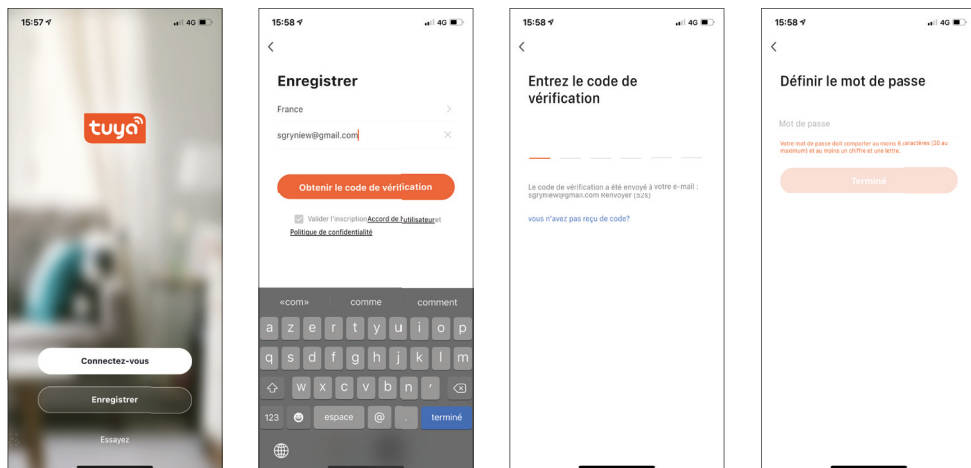 15:57
4G
tuya
Connectez-vous
Enregistrer
Essayez
15:58
4G
Enregistrer
France
sgryniew@gmail.com
Obtenir le code de vérification
Valider l'inscription Accord de l'utilisateur et
Politique de confidentialité
«com» comme comment
a z e r t y u i o p
q s d f g h j k l m
w x c v b n '
123 espace @ . terminé
15:58
4G
Entrez le code de
vérification
Le code de vérification a été envoyé à votre e-mail :
sgryniew@gmail.com Renvoyer (52s)
vous n'avez pas reçu de code?
15:58
4G
Définir le mot de passe
Mot de passe
Votre mot de passe doit comporter au moins 6 caractères (20 au
maximum) et au moins un chiffre et une lettre.
Terminé